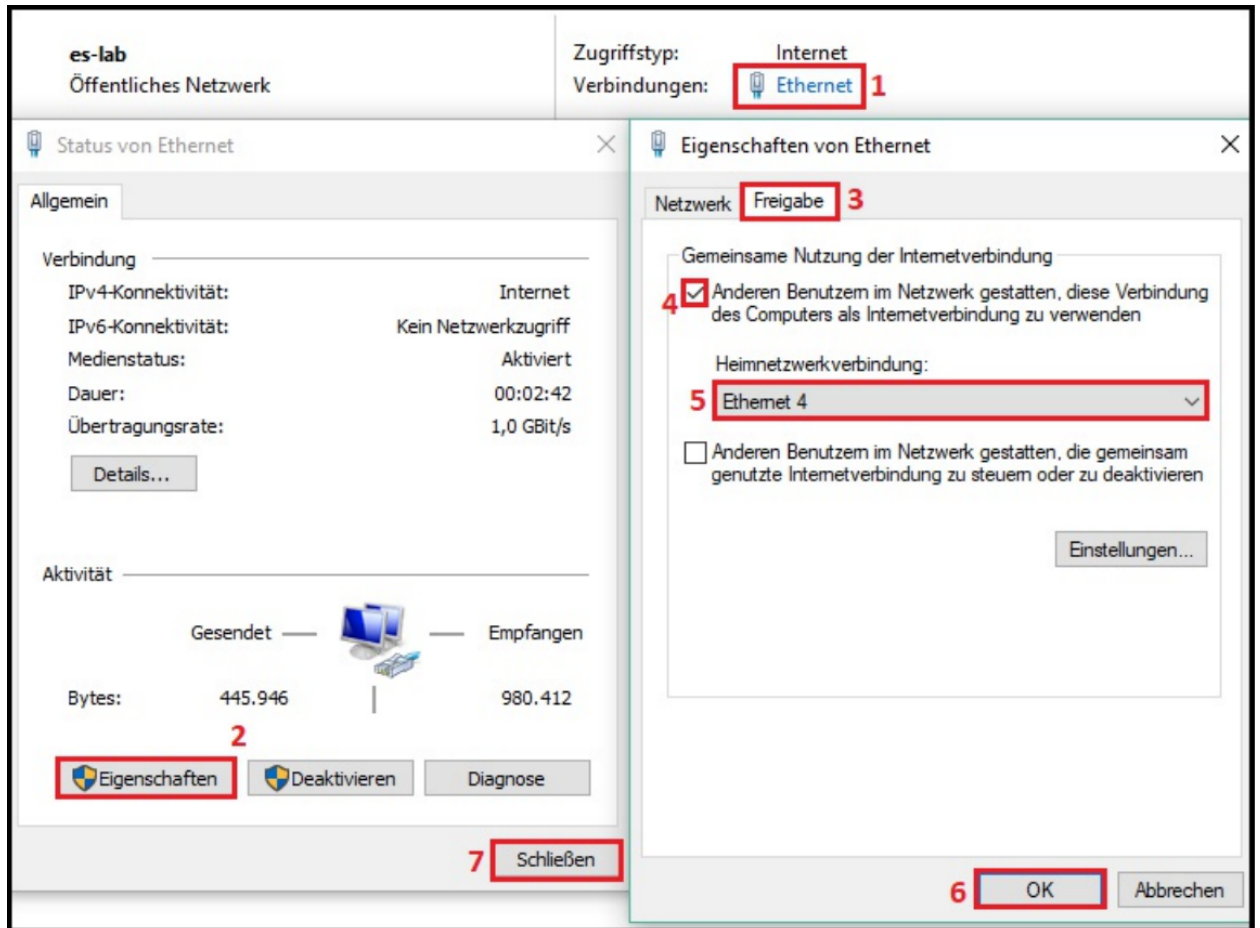 es-lab
Öffentliches Netzwerk
Zugriffstyp: Internet
Verbindungen: Ethernet 1
Status von Ethernet
Allgemein
Verbindung
IPv4-Konnektivität: Internet
IPv6-Konnektivität: Kein Netzwerkzugriff
Medienstatus: Aktiviert
Dauer: 00:02:42
Übertragungsrate: 1,0 GBit/s
Details...
Aktivität
Gesendet Empfangen
Bytes: 445.946 980.412
2
Eigenschaften Deaktivieren Diagnose
7 Schließen
Eigenschaften von Ethernet
Netzwerk Freigabe 3
Gemeinsame Nutzung der Internetverbindung
4 Anderen Benutzern im Netzwerk gestatten, diese Verbindung
des Computers als Internetverbindung zu verwenden
Heimnetzwerkverbindung:
5 Ethernet 4
Anderen Benutzern im Netzwerk gestatten, die gemeinsam
genutzte Internetverbindung zu steuern oder zu deaktivieren
Einstellungen...
6 OK Abbrechen